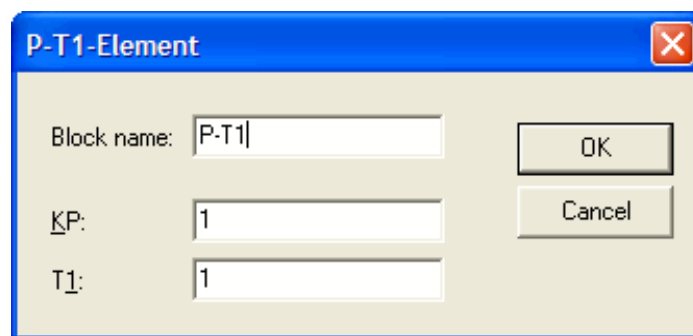 P-T1-Element
Block name: P-T1
OK
Cancel
KP: 1
T1: 1